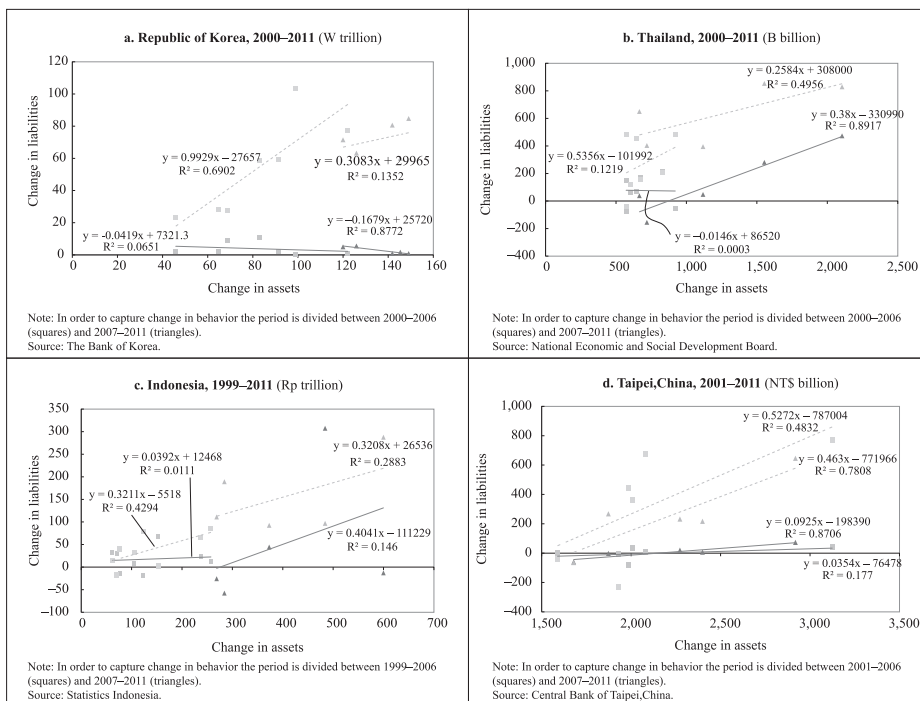 a. Republic of Korea, 2000–2011 (W trillion)
Change in liabilities
120
100
80
60
40
20
0
y = 0.9929x−27657
R² = 0.6902
y = 0.3083x + 29965
R² = 0.1352
y = −0.1679x + 25720
R² = 0.8772
y = −0.0419x + 7321.3
R² = 0.0651
0 20 40 60 80 100 120 140 160
Change in assets
Note: In order to capture change in behavior the period is divided between 2000–2006
(squares) and 2007–2011 (triangles).
Source: The Bank of Korea.
b. Thailand, 2000–2011 (B billion)
Change in liabilities
1,000
800
600
400
200
0
−200
−400
y = 0.2584x + 308000
R² = 0.4956
y = 0.38x−330990
R² = 0.8917
y = 0.5356x−101992
R² = 0.1219
y = −0.0146x + 86520
R² = 0.0003
0 500 1,000 1,500 2,000 2,500
Change in assets
Note: In order to capture change in behavior the period is divided between 2000–2006
(squares) and 2007–2011 (triangles).
Source: National Economic and Social Development Board.
c. Indonesia, 1999–2011 (Rp trillion)
Change in liabilities
350
300
250
200
150
100
50
0
−50
−100
y = 0.0392x + 12468
R² = 0.0111
y = 0.3208x + 26536
R² = 0.2883
y = 0.3211x−5518
R² = 0.4294
y = 0.4041x−111229
R² = 0.146
0 100 200 300 400 500 600 700
Change in assets
Note: In order to capture change in behavior the period is divided between 1999–2006
(squares) and 2007–2011 (triangles).
Source: Statistics Indonesia.
d. Taipei,China, 2001–2011 (NT$ billion)
Change in liabilities
1,000
800
600
400
200
0
−200
−400
y = 0.5272x−787004
R² = 0.4832
y = 0.463x−771966
R² = 0.7808
y = 0.0925x−198390
R² = 0.8706
y = 0.0354x−76478
R² = 0.177
1,500 2,000 2,500 3,000 3,500
Change in assets
Note: In order to capture change in behavior the period is divided between 2001–2006
(squares) and 2007–2011 (triangles).
Source: Central Bank of Taipei,China.